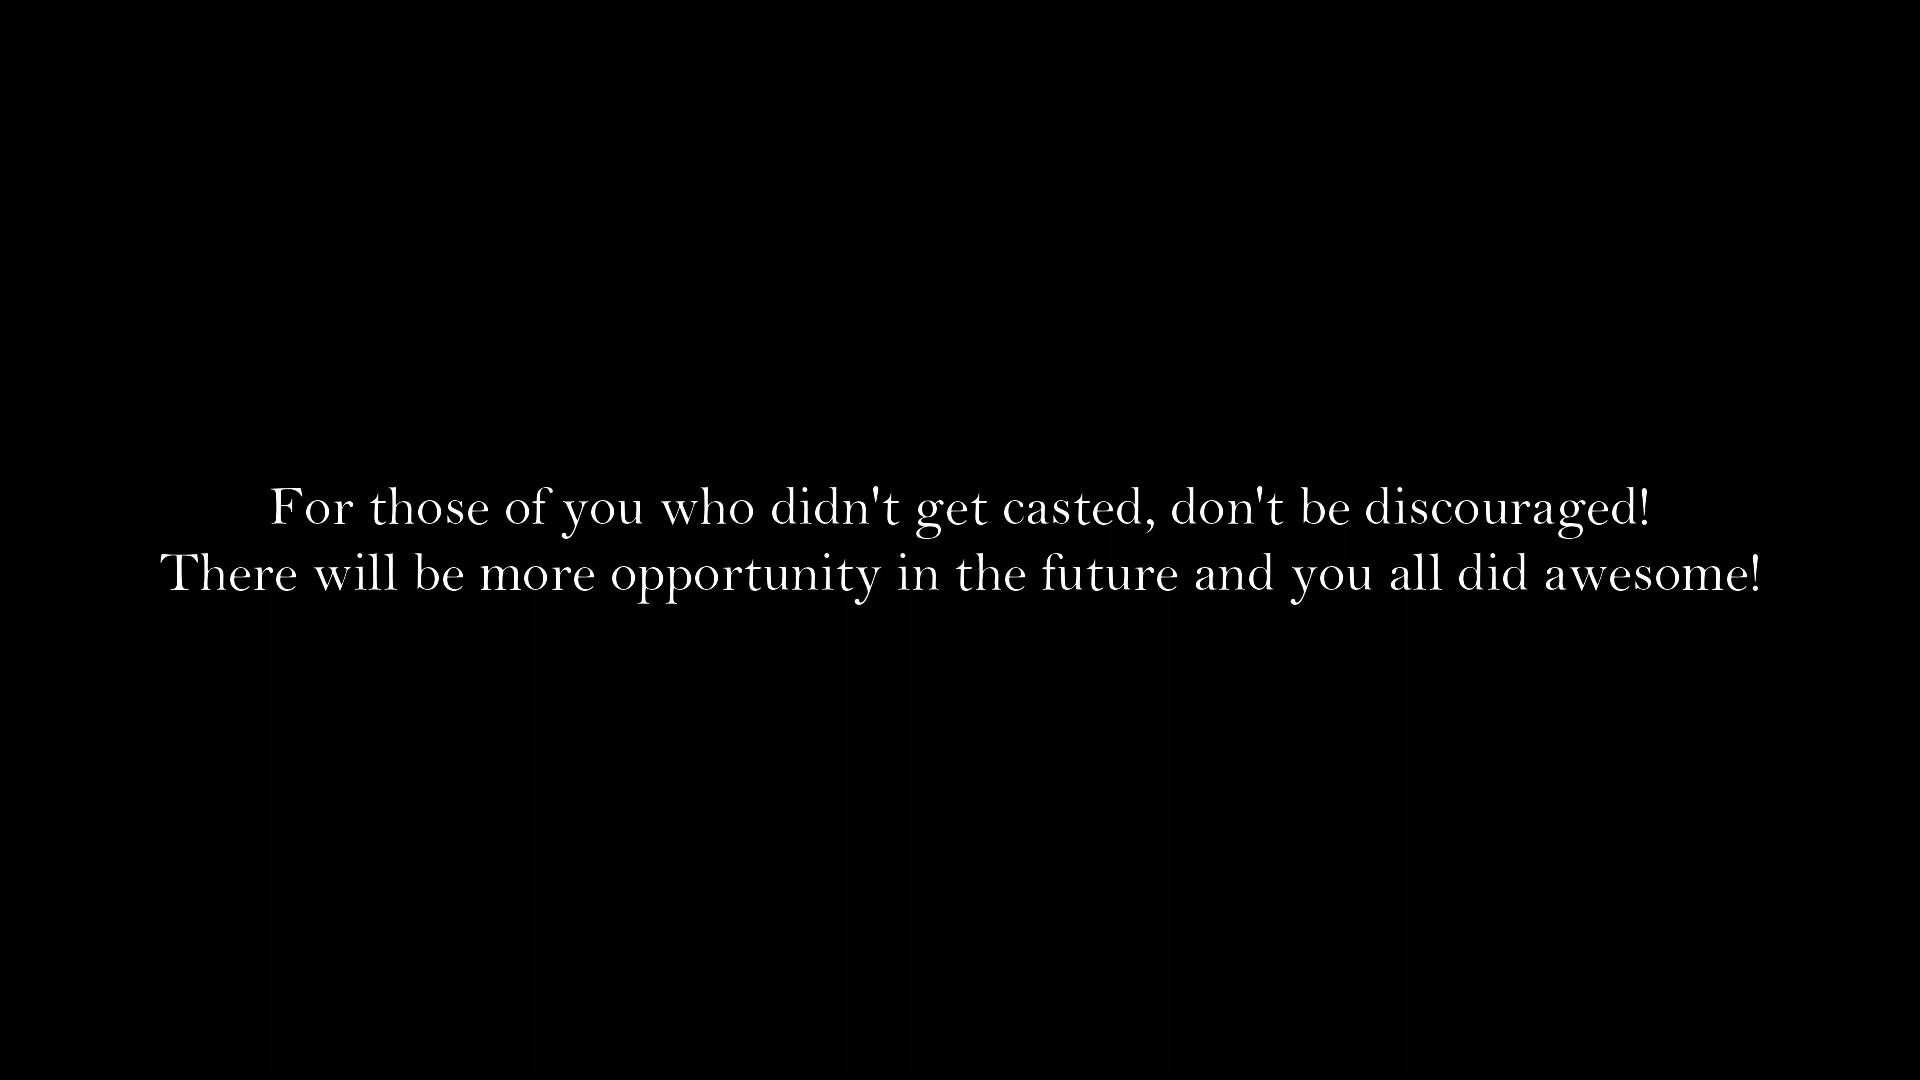 For those of you who didn't get casted, don't be discouraged!
There will be more opportunity in the future and you all did awesome!